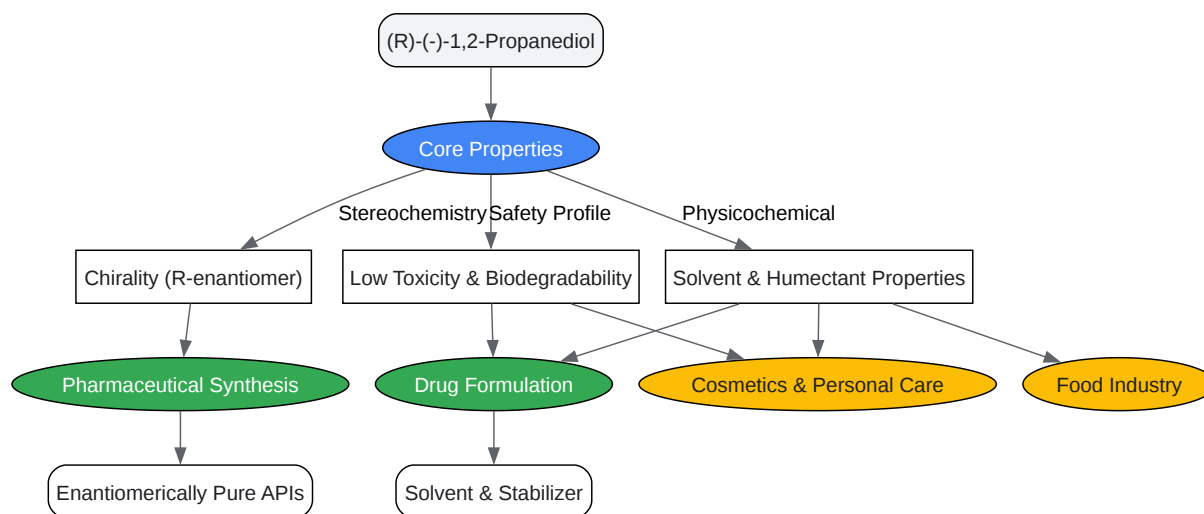 (R)-(-)-1,2-Propanediol
Core Properties
Stereochemistry
Safety Profile
Physicochemical
Chirality (R-enantiomer)
Low Toxicity & Biodegradability
Solvent & Humectant Properties
Pharmaceutical Synthesis
Drug Formulation
Cosmetics & Personal Care
Food Industry
Enantiomerically Pure APIs
Solvent & Stabilizer